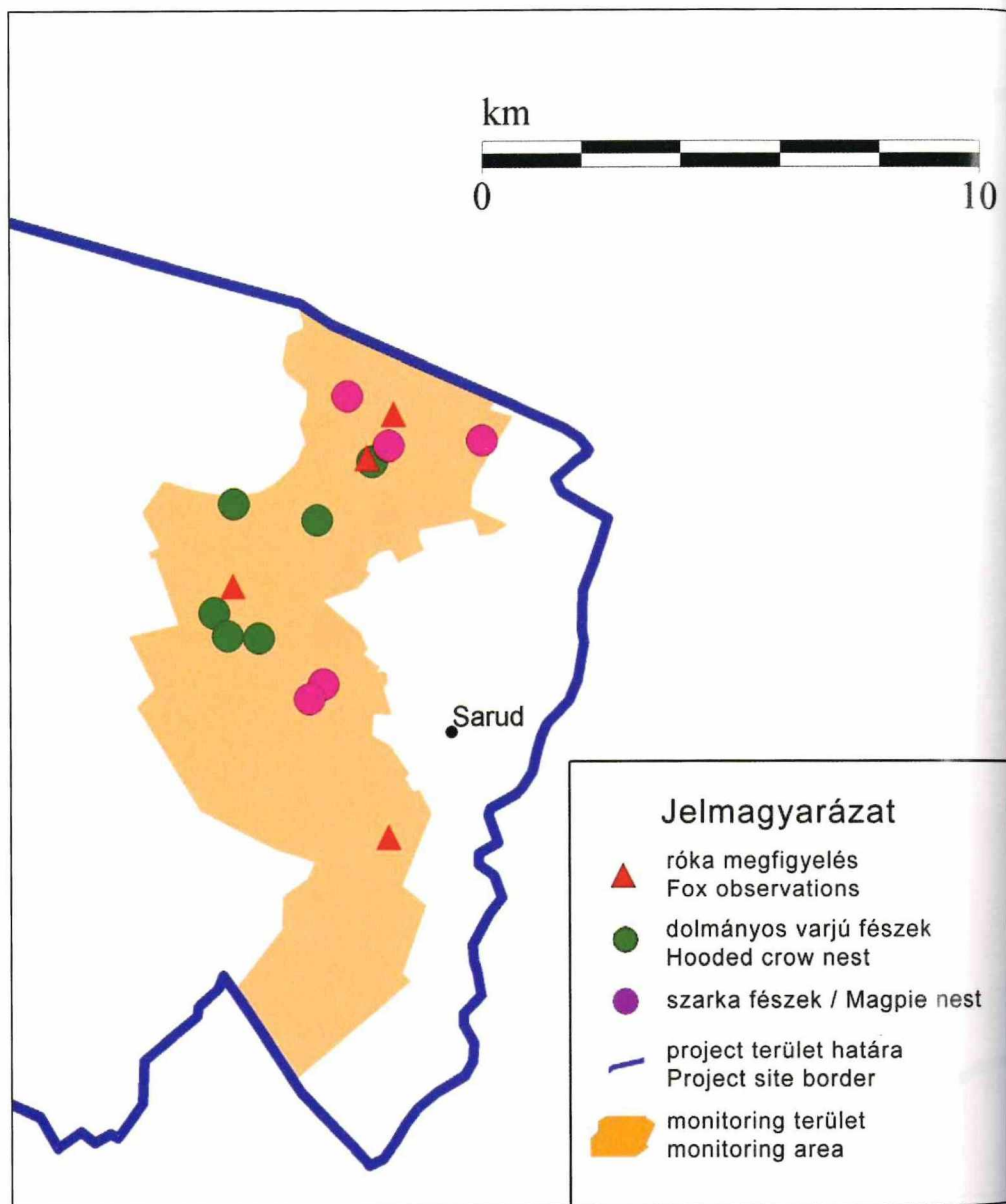 km
0 10
Sarud
Jelmagyarázat
róka megfigyelés
Fox observations
dolmányos varjú fészek
Hooded crow nest
szarka fészek / Magpie nest
project terület határa
Project site border
monitoring terület
monitoring area